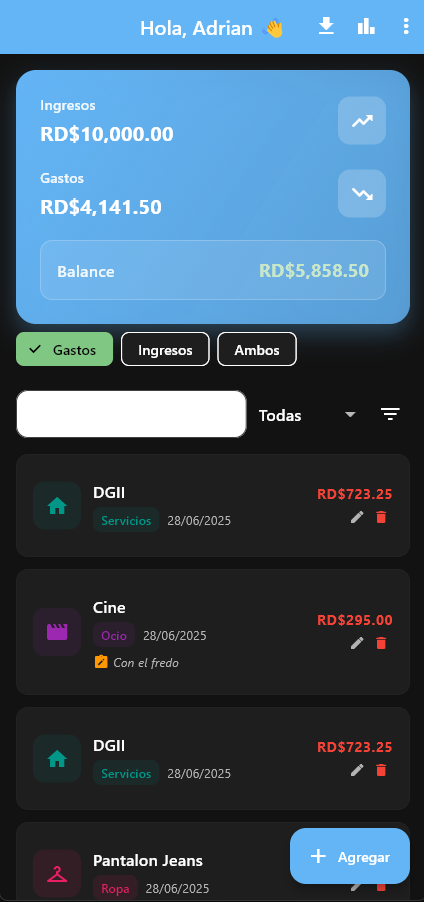 Hola, Adrian 👋
Ingresos
RD$10,000.00
Gastos
RD$4,141.50
Balance RD$5,858.50
Gastos Ingresos Ambos
Todas
DGII
RD$723.25
Servicios 28/06/2025
Cine
RD$295.00
Ocio 28/06/2025
Con el fredo
DGII
RD$723.25
Servicios 28/06/2025
Pantalon Jeans
Agregar
Ropa 28/06/2025